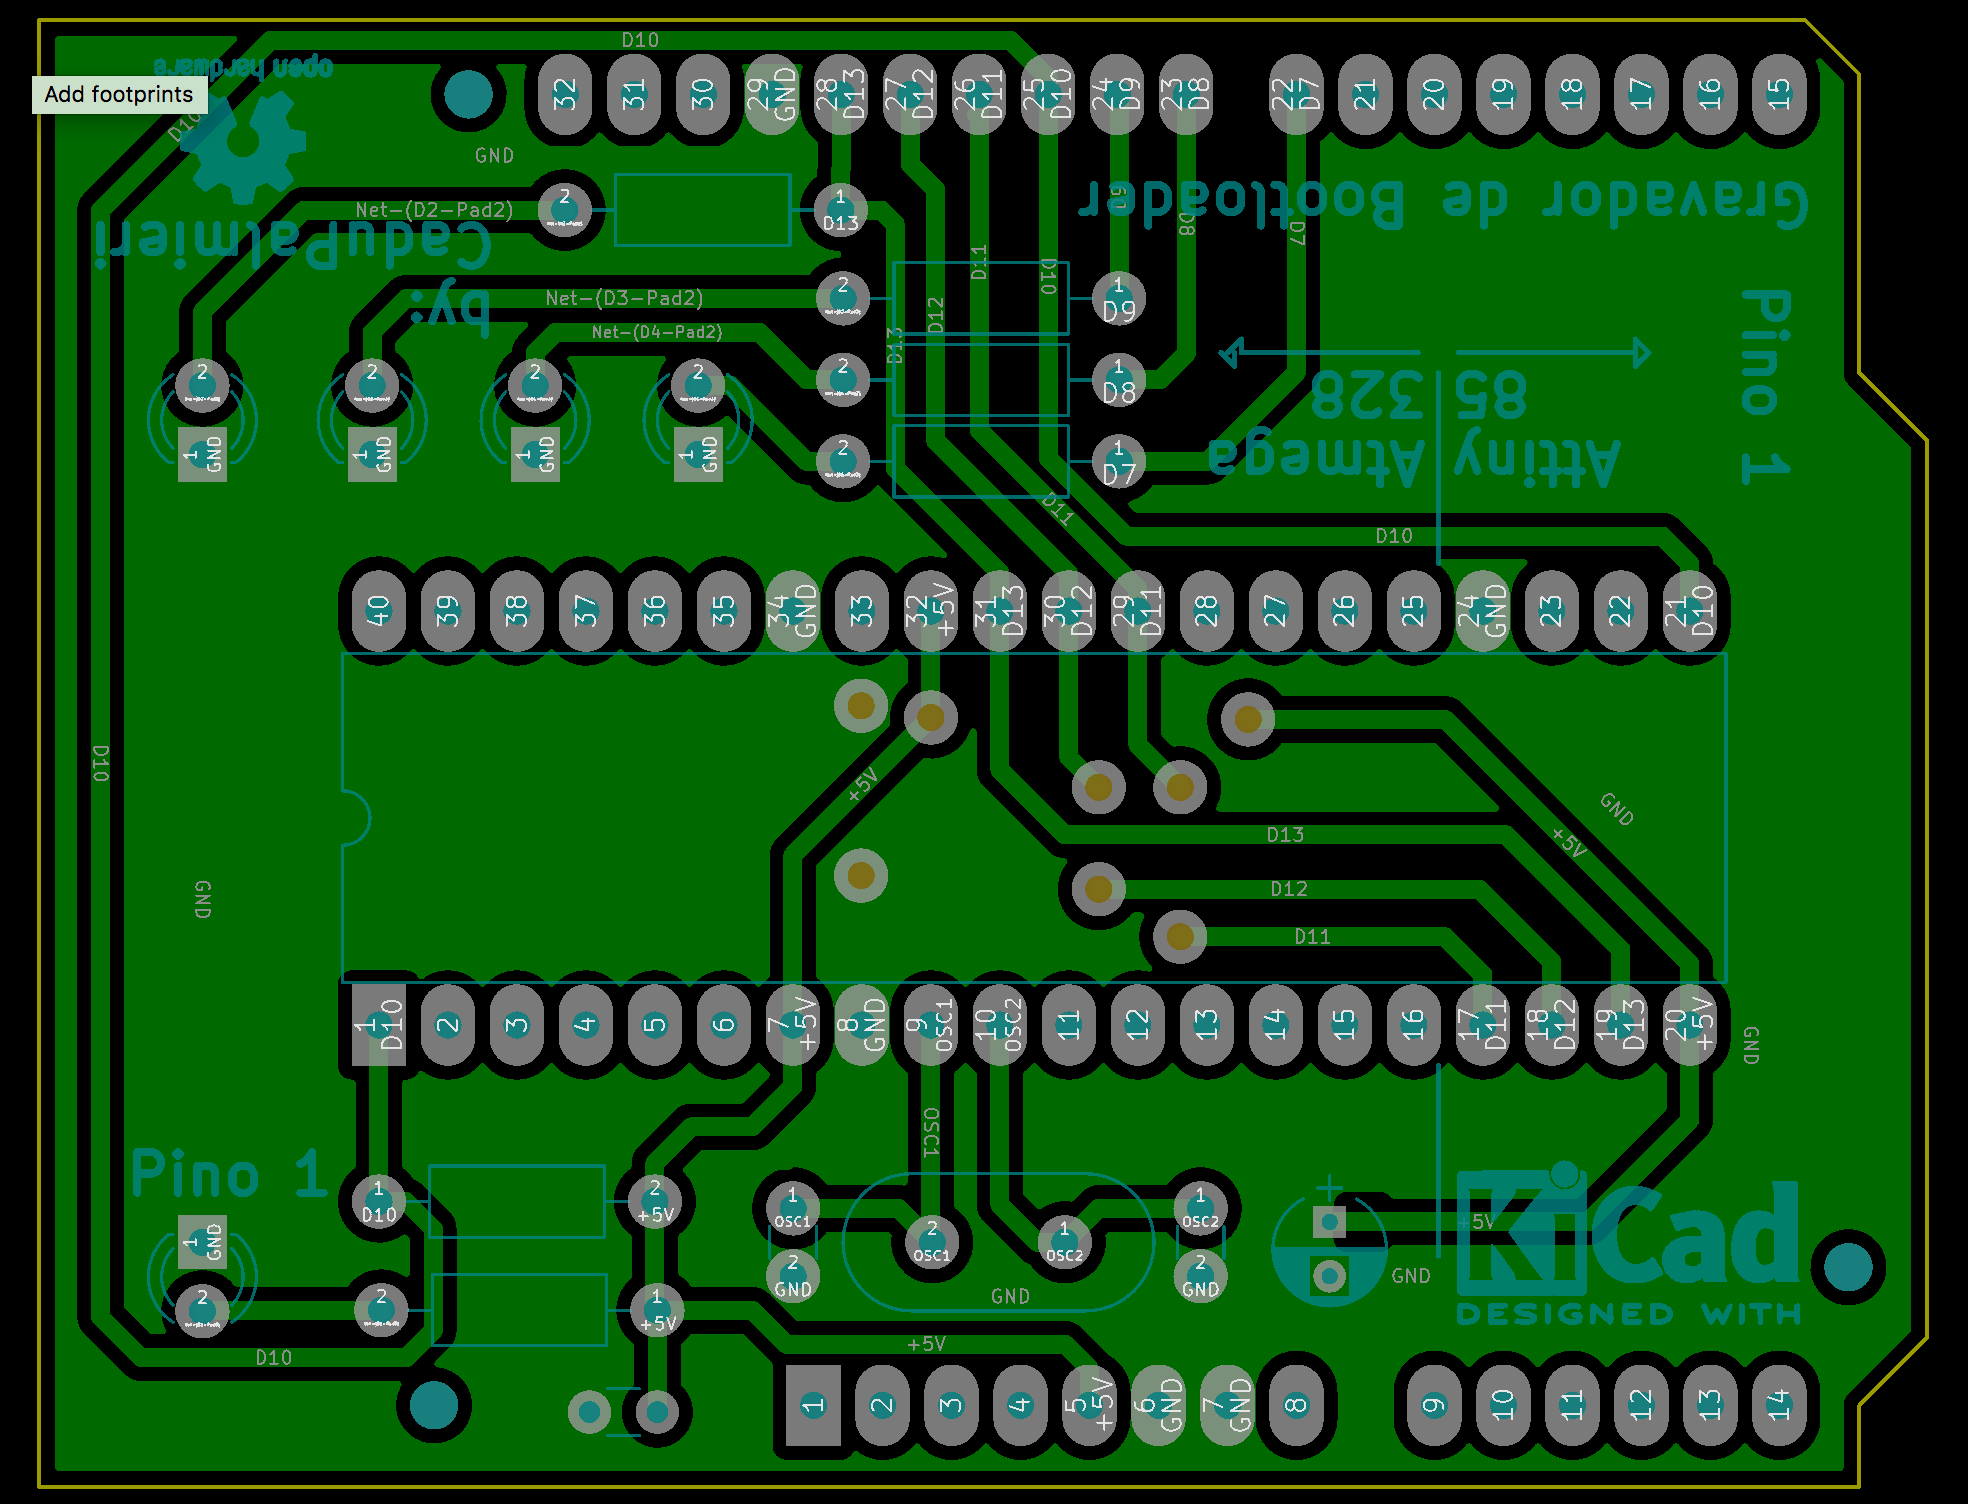 D10
open hardware
Add footprints
D10
32 31 30 29 GND 28 D13 27 D12 26 D11 25 D10 24 D9 23 D8 22 D7 21 20 19 18 17 16 15
GND
2 Net-(D2-Pad2)
1 D13
Gravador de Bootloader
D8
D7
CaduPalmieri
by:
D11
D10
D12
D13
2 Net-(D3-Pad2)
1 D9
Net-(D4-Pad2)
Pino 1
2 2 2 2
2
1 D8
85 328
Attiny Atmega
1 GND 1 GND 1 GND 1 GND
2
1 D7
D11
D10
40 39 38 37 36 35 34 GND 33 32 +5V 31 D13 30 D12 29 D11 28 27 26 25 24 GND 23 22 21 D10
D10
+5V
GND
D13
+5V
GND
D12
D11
1 D10 2 3 4 5 6 7 +5V 8 GND 9 OSC1 10 OSC2 11 12 13 14 15 16 17 D11 18 D12 19 D13 20 +5V
GND
OSC1
Pino 1
1 D10
2 +5V
1 OSC1
2 OSC1
1 OSC2
1 OSC2
+5V
KiCad
DESIGNED WITH
1 GND
2 GND
2 GND
GND
GND
2
2
1 +5V
D10
+5V
1 2 3 4 5 +5V 6 GND 7 GND 8 9 10 11 12 13 14